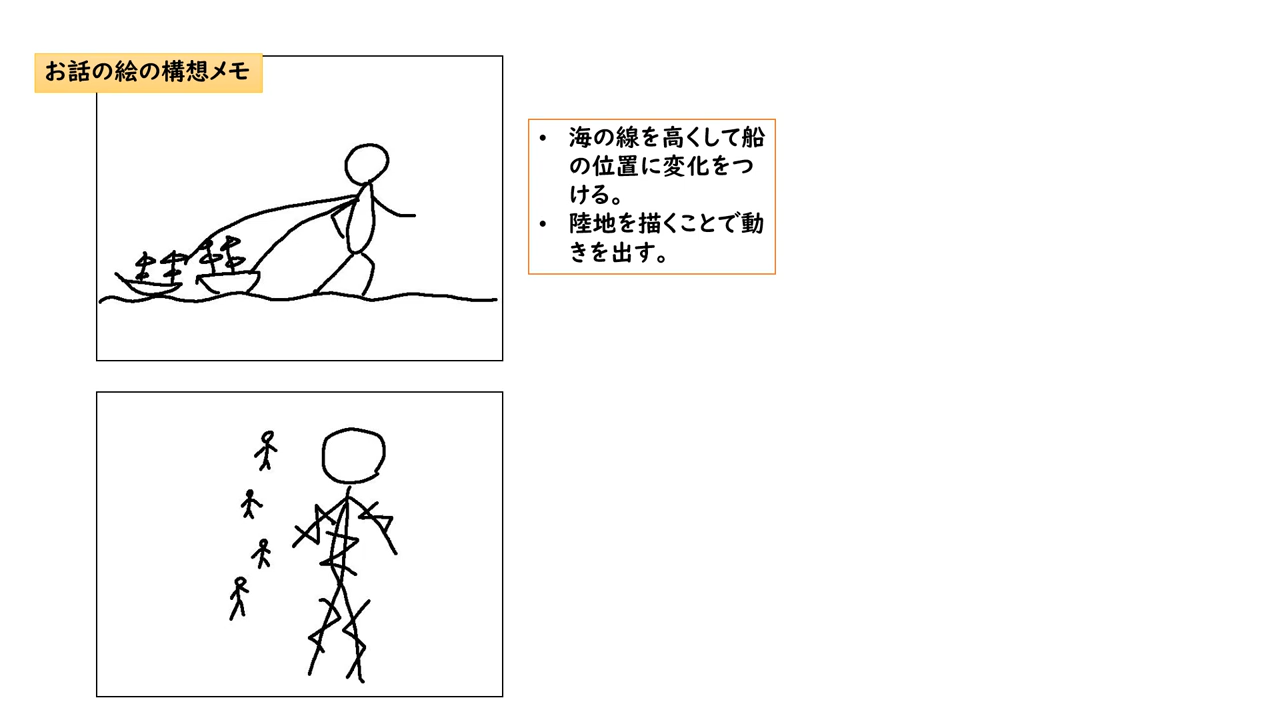 お話の絵の構想メモ
• 海の線を高くして船
の位置に変化をつ
ける。
• 陸地を描くことで動
きを出す。